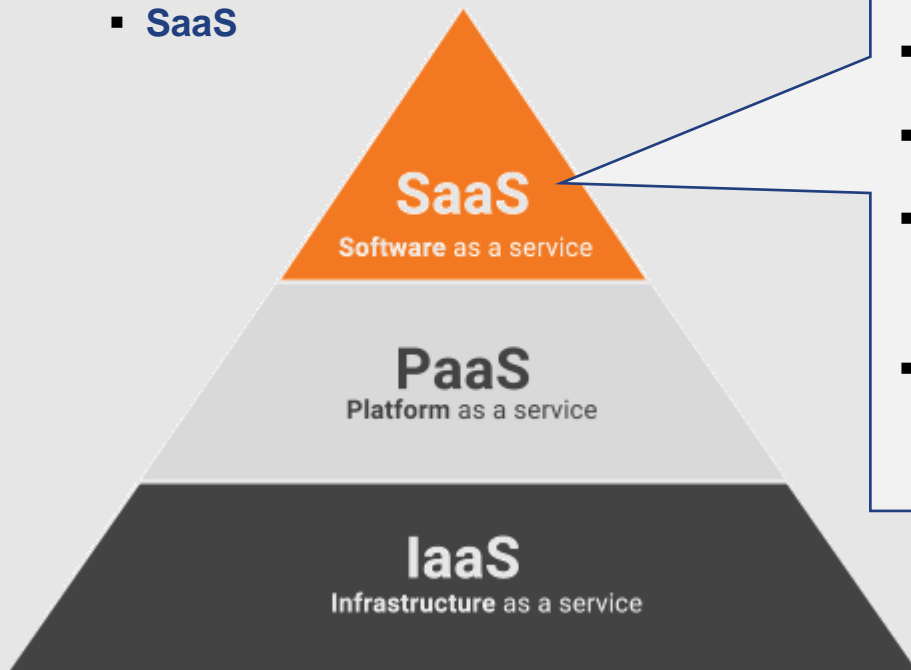 ▪ SaaS
SaaS
Software as a service
PaaS
Platform as a service
IaaS
Infrastructure as a service